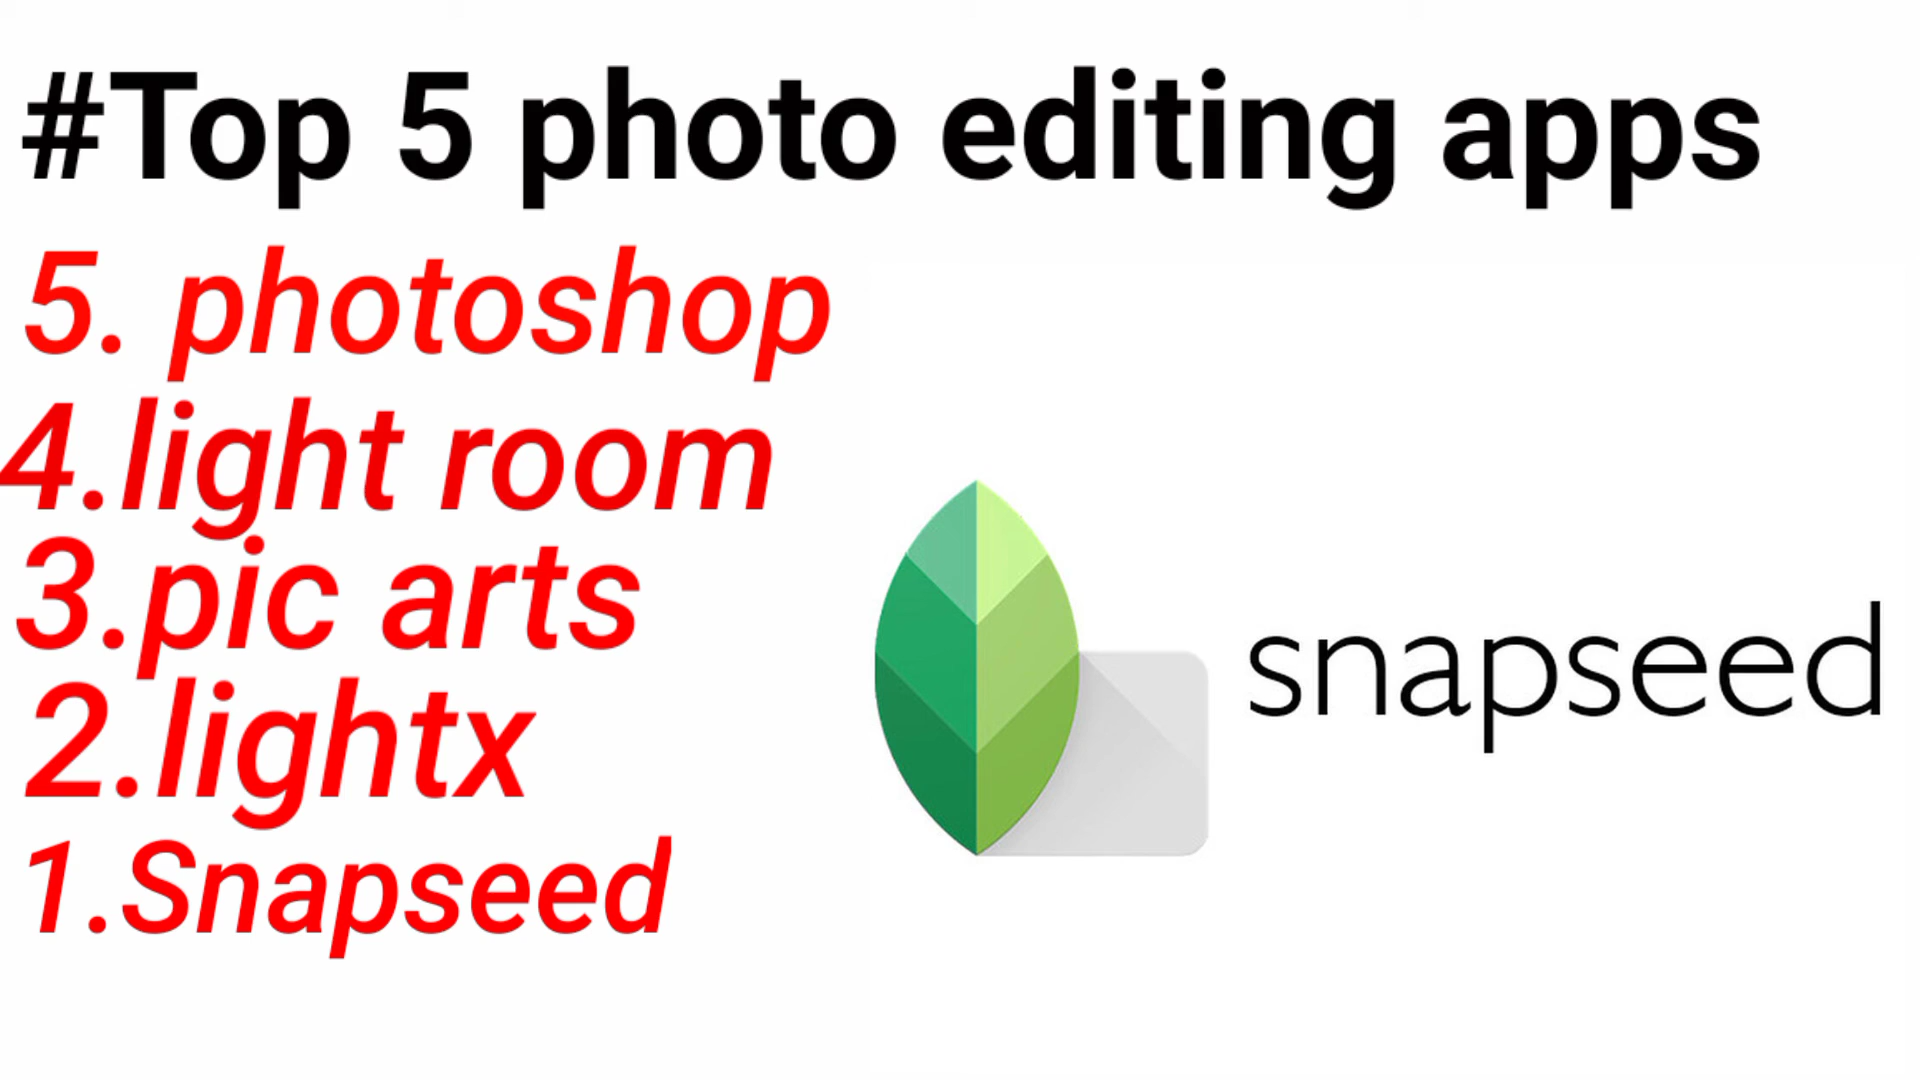 #Top 5 photo editing apps
5. photoshop
4.light room
3.pic arts
2.lightx
1.Snapseed
snapseed